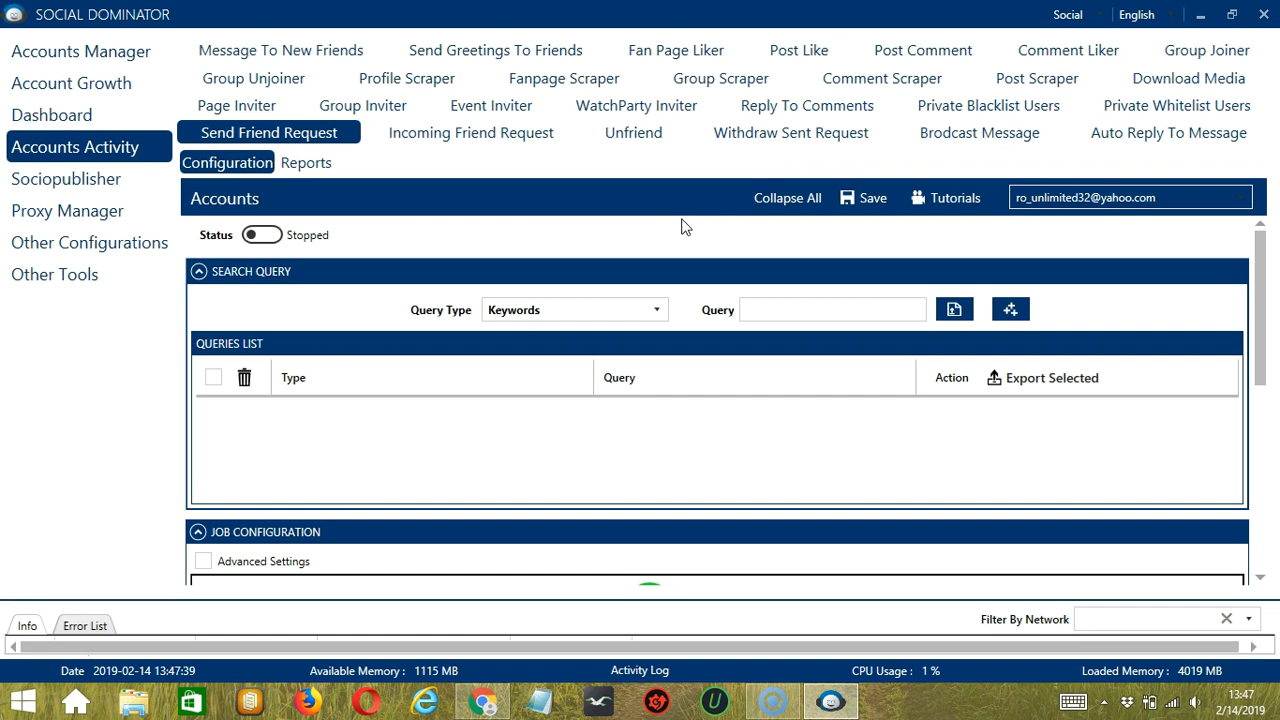 SOCIAL DOMINATOR Social English
Accounts Manager
Account Growth
Dashboard
Accounts Activity
Sociopublisher
Proxy Manager
Other Configurations
Other Tools
Message To New Friends Send Greetings To Friends Fan Page Liker Post Like Post Comment Comment Liker Group Joiner
Group Unjoiner Profile Scraper Fanpage Scraper Group Scraper Comment Scraper Post Scraper Download Media
Page Inviter Group Inviter Event Inviter WatchParty Inviter Reply To Comments Private Blacklist Users Private Whitelist Users
Send Friend Request Incoming Friend Request Unfriend Withdraw Sent Request Brodcast Message Auto Reply To Message
Configuration Reports
Accounts Collapse All Save Tutorials ro_unlimited32@yahoo.com
Status Stopped
SEARCH QUERY
Query Type Keywords Query
QUERIES LIST
Type Query Action Export Selected
JOB CONFIGURATION
Advanced Settings
Info Error List Filter By Network
Date 2019-02-14 13:47:39 Available Memory : 1115 MB Activity Log CPU Usage : 1 % Loaded Memory : 4019 MB
13:47
2/14/2019